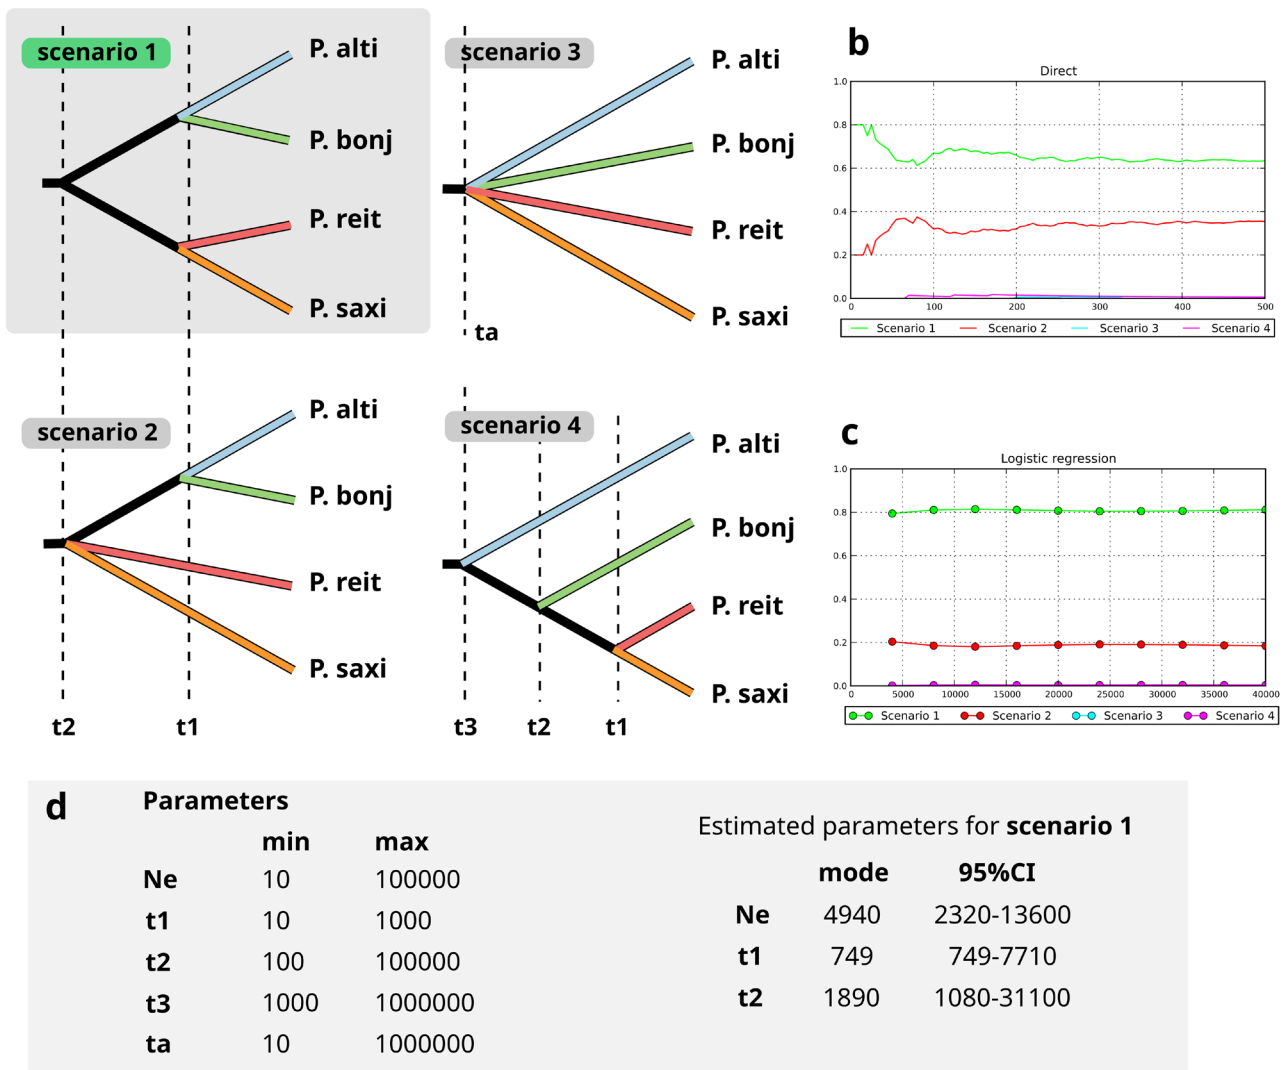 scenario 1
P. alti
P. bonj
P. reit
P. saxi
scenario 3
P. alti
P. bonj
P. reit
P. saxi
ta
scenario 2
P. alti
P. bonj
P. reit
P. saxi
t2 t1
scenario 4
P. alti
P. bonj
P. reit
P. saxi
t3 t2 t1
b
Direct
1.0
0.8
0.6
0.4
0.2
0.0
0 100 200 300 400 500
Scenario 1 Scenario 2 Scenario 3 Scenario 4
c
Logistic regression
1.0
0.8
0.6
0.4
0.2
0.0
0 5000 10000 15000 20000 25000 30000 35000 40000
Scenario 1 Scenario 2 Scenario 3 Scenario 4
d
Parameters
min max
Ne 10 100000
t1 10 1000
t2 100 100000
t3 1000 1000000
ta 10 1000000
Estimated parameters for scenario 1
mode 95%CI
Ne 4940 2320-13600
t1 749 749-7710
t2 1890 1080-31100